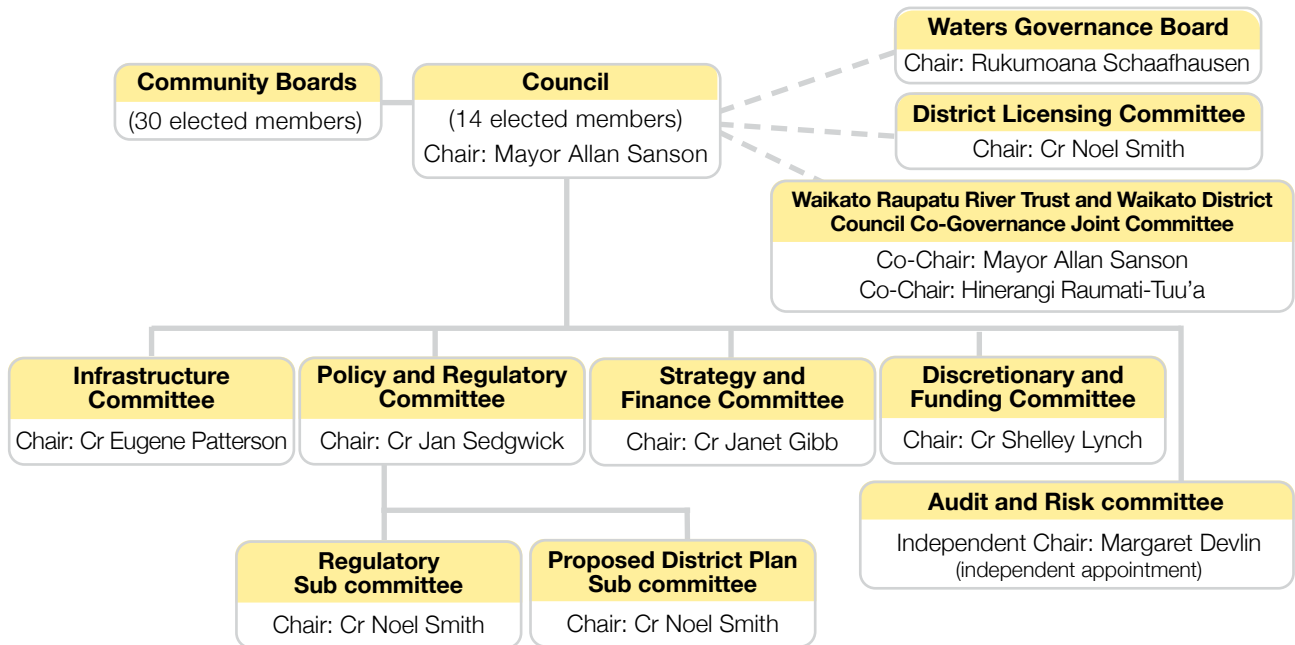 Waters Governance Board
Chair: Rukumoana Schaafhausen
Community Boards
(30 elected members)
Council
(14 elected members)
Chair: Mayor Allan Sanson
District Licensing Committee
Chair: Cr Noel Smith
Waikato Raupatu River Trust and Waikato District
Council Co-Governance Joint Committee
Co-Chair: Mayor Allan Sanson
Co-Chair: Hinerangi Raumati-Tuu’a
Infrastructure
Committee
Chair: Cr Eugene Patterson
Policy and Regulatory
Committee
Chair: Cr Jan Sedgwick
Strategy and
Finance Committee
Chair: Cr Janet Gibb
Discretionary and
Funding Committee
Chair: Cr Shelley Lynch
Audit and Risk committee
Independent Chair: Margaret Devlin
(independent appointment)
Regulatory
Sub committee
Chair: Cr Noel Smith
Proposed District Plan
Sub committee
Chair: Cr Noel Smith